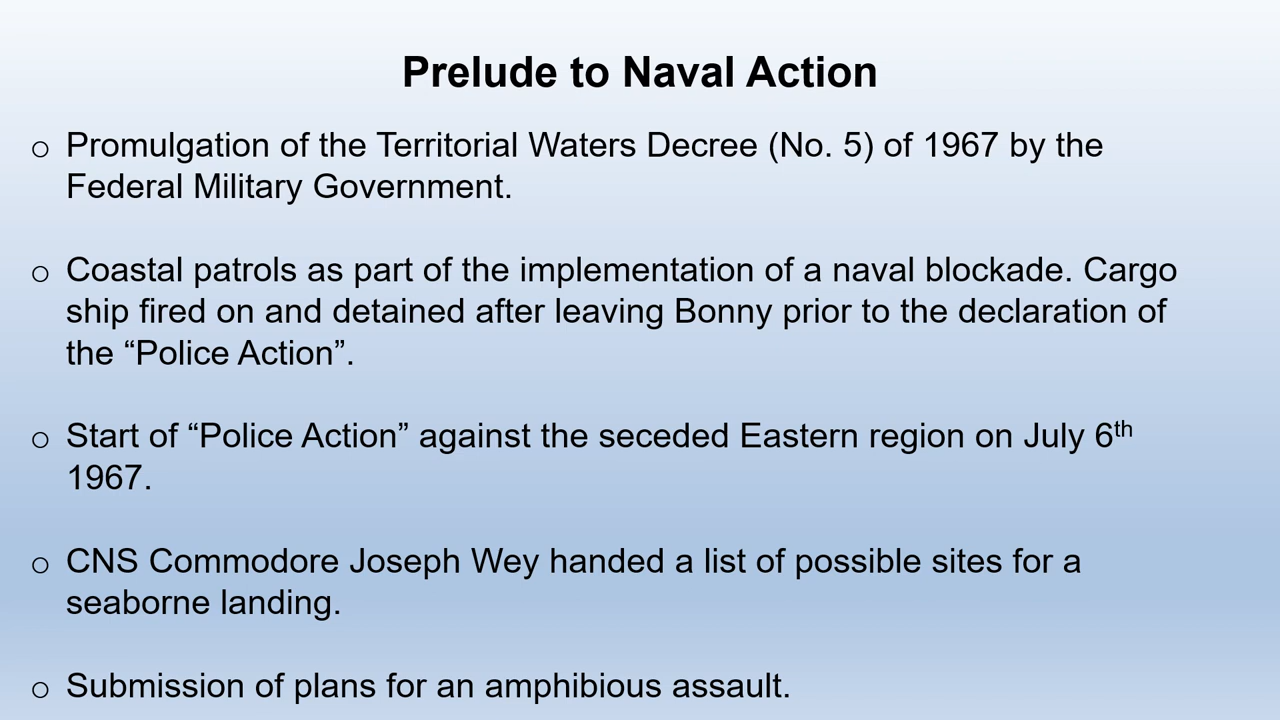 Prelude to Naval Action
o Promulgation of the Territorial Waters Decree (No. 5) of 1967 by the
Federal Military Government.
o Coastal patrols as part of the implementation of a naval blockade. Cargo
ship fired on and detained after leaving Bonny prior to the declaration of
the “Police Action”.
o Start of “Police Action” against the seceded Eastern region on July 6th
1967.
o CNS Commodore Joseph Wey handed a list of possible sites for a
seaborne landing.
o Submission of plans for an amphibious assault.